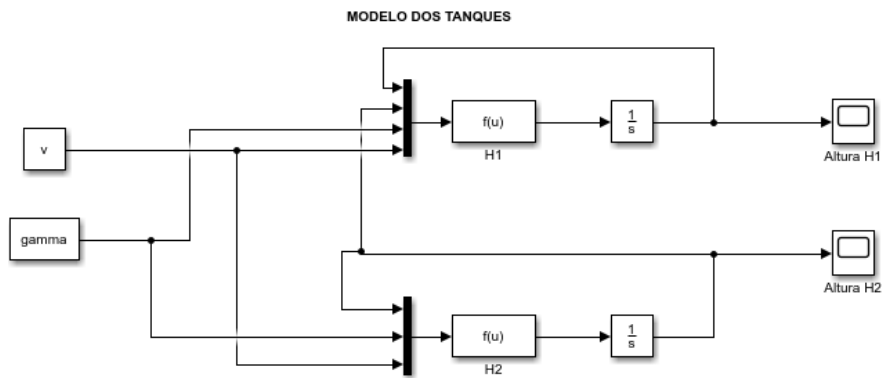 MODELO DOS TANQUES
v
gamma
f(u)
H1
1
s
Altura H1
f(u)
H2
1
s
Altura H2